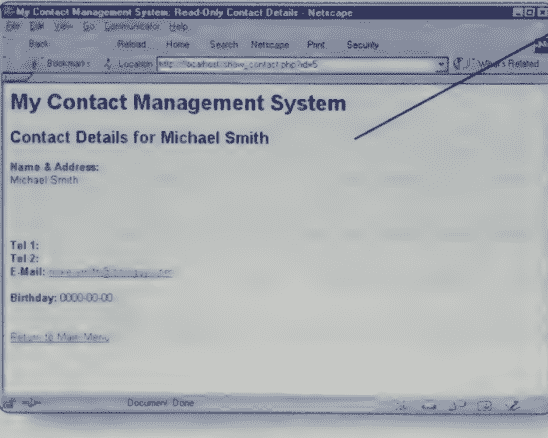 My Contact Management System. Read-Only Contact Details - Netscape
File Edit View Go Communicator Help
Back Reload Home Search Netscape Print Security
Bookmarks Location What's Related
My Contact Management System
Contact Details for Michael Smith
Name & Address:
Michael Smith
Tel 1:
Tel 2:
E-Mail:
Birthday: 0000-00-00
Return to Main Menu
Document Done